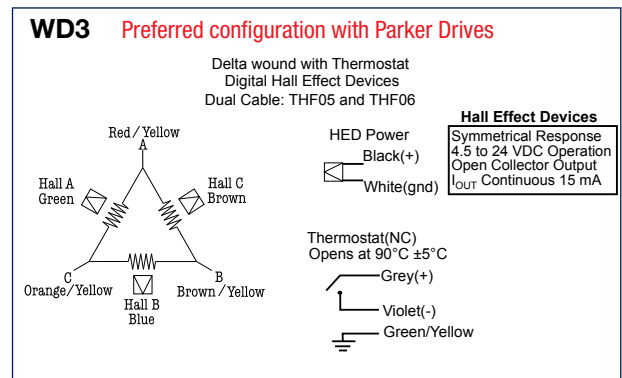 WD3 Preferred configuration with Parker Drives
Delta wound with Thermostat
Digital Hall Effect Devices
Dual Cable: THF05 and THF06
Red/Yellow
A
Hall A
Green
Hall C
Brown
C
Orange/Yellow
B
Brown/Yellow
Hall B
Blue
HED Power
Black(+)
White(gnd)
Hall Effect Devices
Symmetrical Response
4.5 to 24 VDC Operation
Open Collector Output
IOUT Continuous 15 mA
Thermostat(NC)
Opens at 90°C ±5°C
Grey(+)
Violet(-)
Green/Yellow